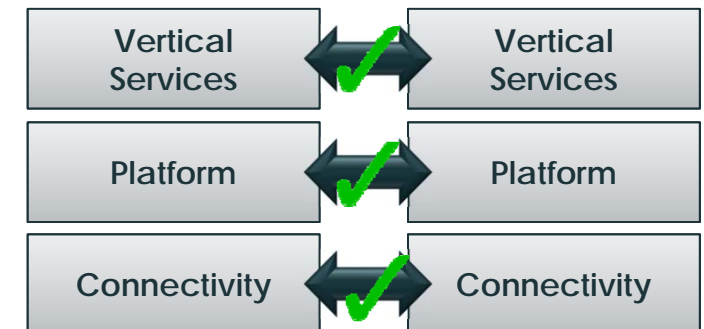 Vertical
Services
Vertical
Services
Platform
Platform
Connectivity
Connectivity